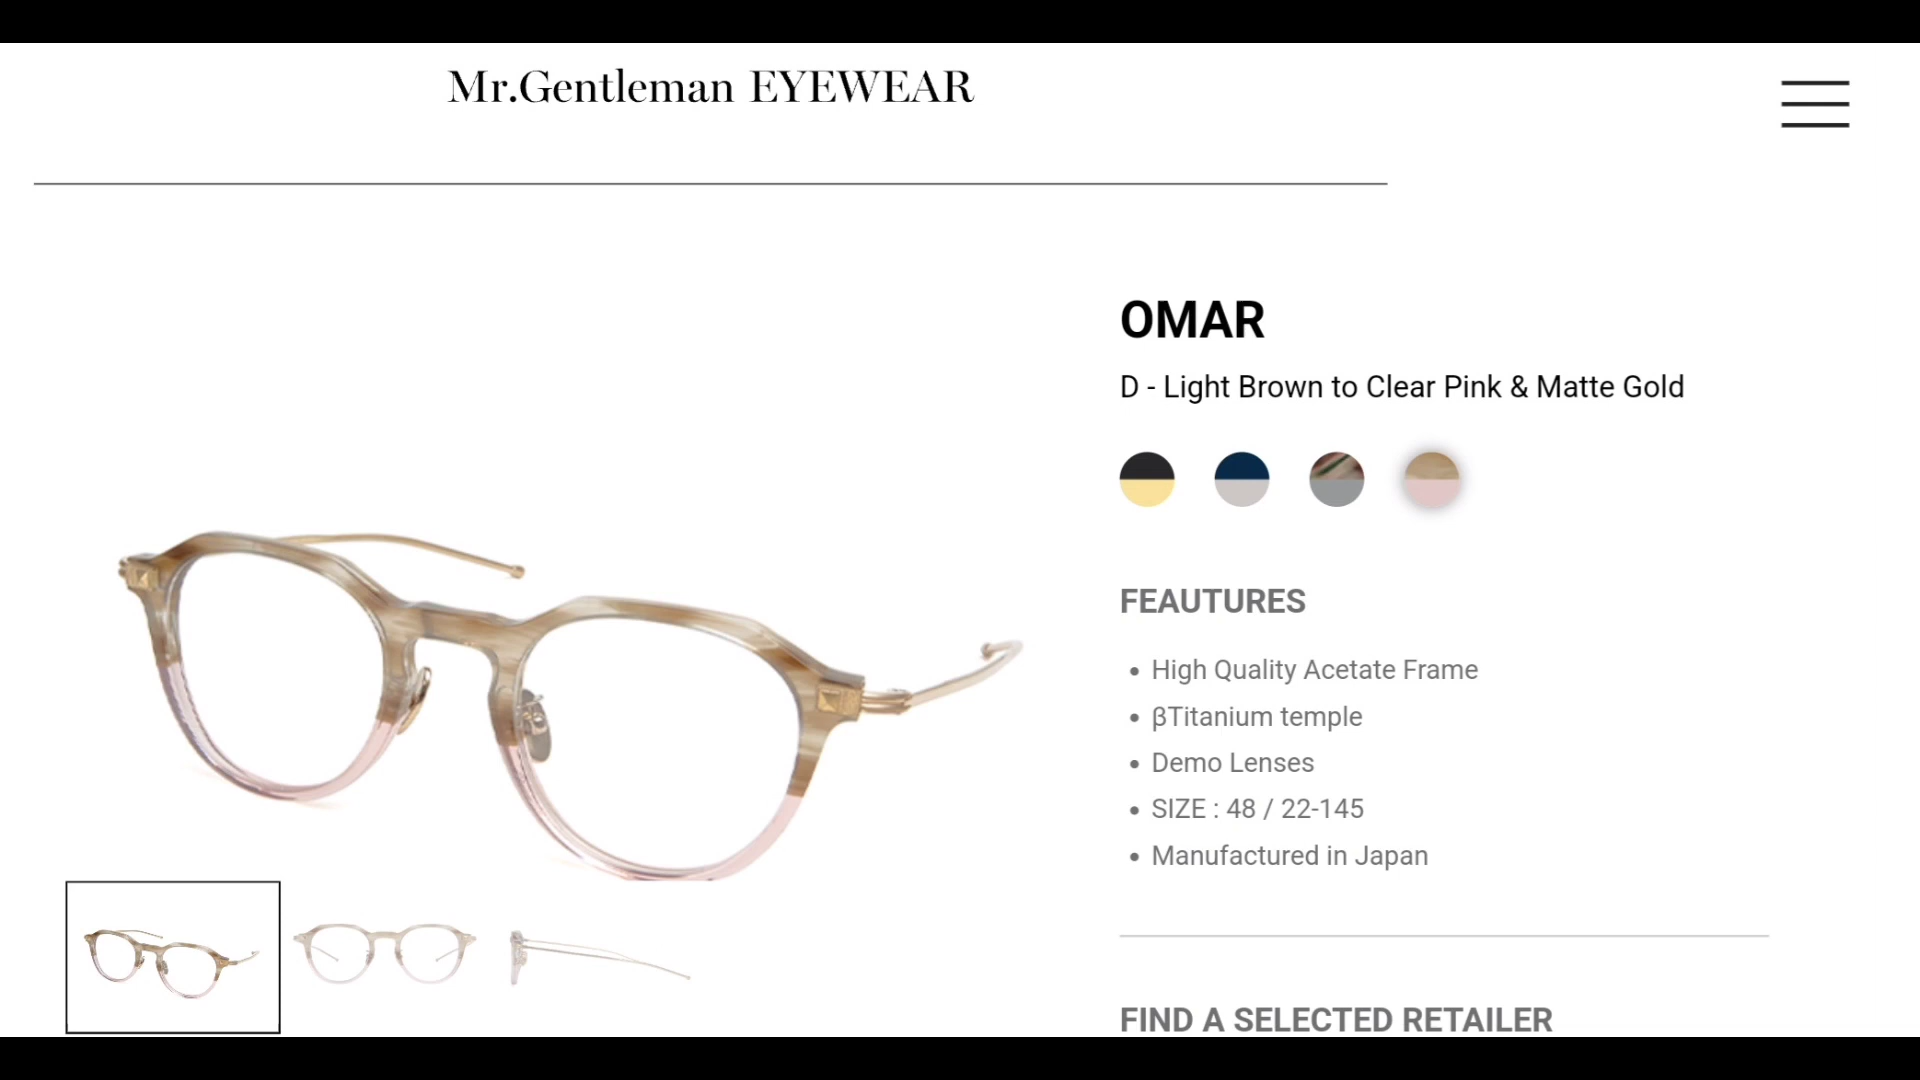 Mr.Gentleman EYEWEAR
OMAR
D - Light Brown to Clear Pink & Matte Gold
FEAUTURES
• High Quality Acetate Frame
• βTitanium temple
• Demo Lenses
• SIZE : 48 / 22-145
• Manufactured in Japan
FIND A SELECTED RETAILER